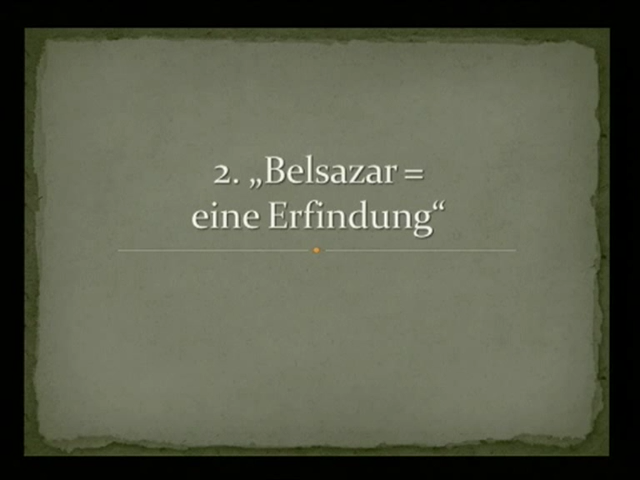 2. „Belsazar =
eine Erfindung“